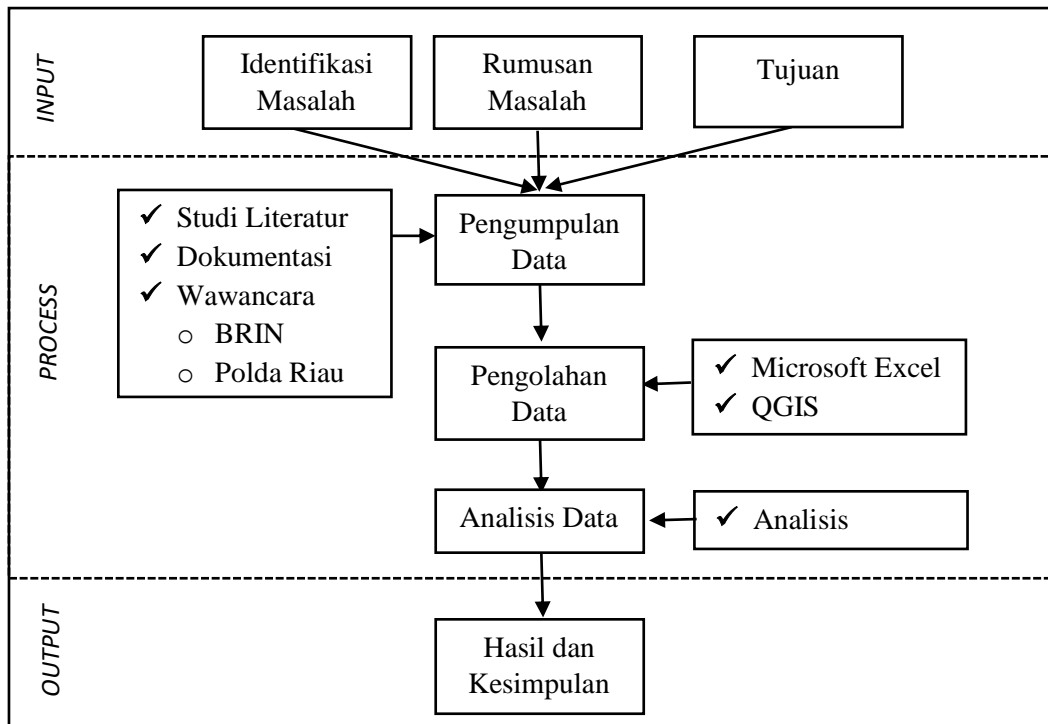 INPUT
Identifikasi
Masalah
Rumusan
Masalah
Tujuan
PROCESS
✓ Studi Literatur
✓ Dokumentasi
✓ Wawancara
o BRIN
o Polda Riau
Pengumpulan
Data
Pengolahan
Data
✓ Microsoft Excel
✓ QGIS
Analisis Data
✓ Analisis
OUTPUT
Hasil dan
Kesimpulan